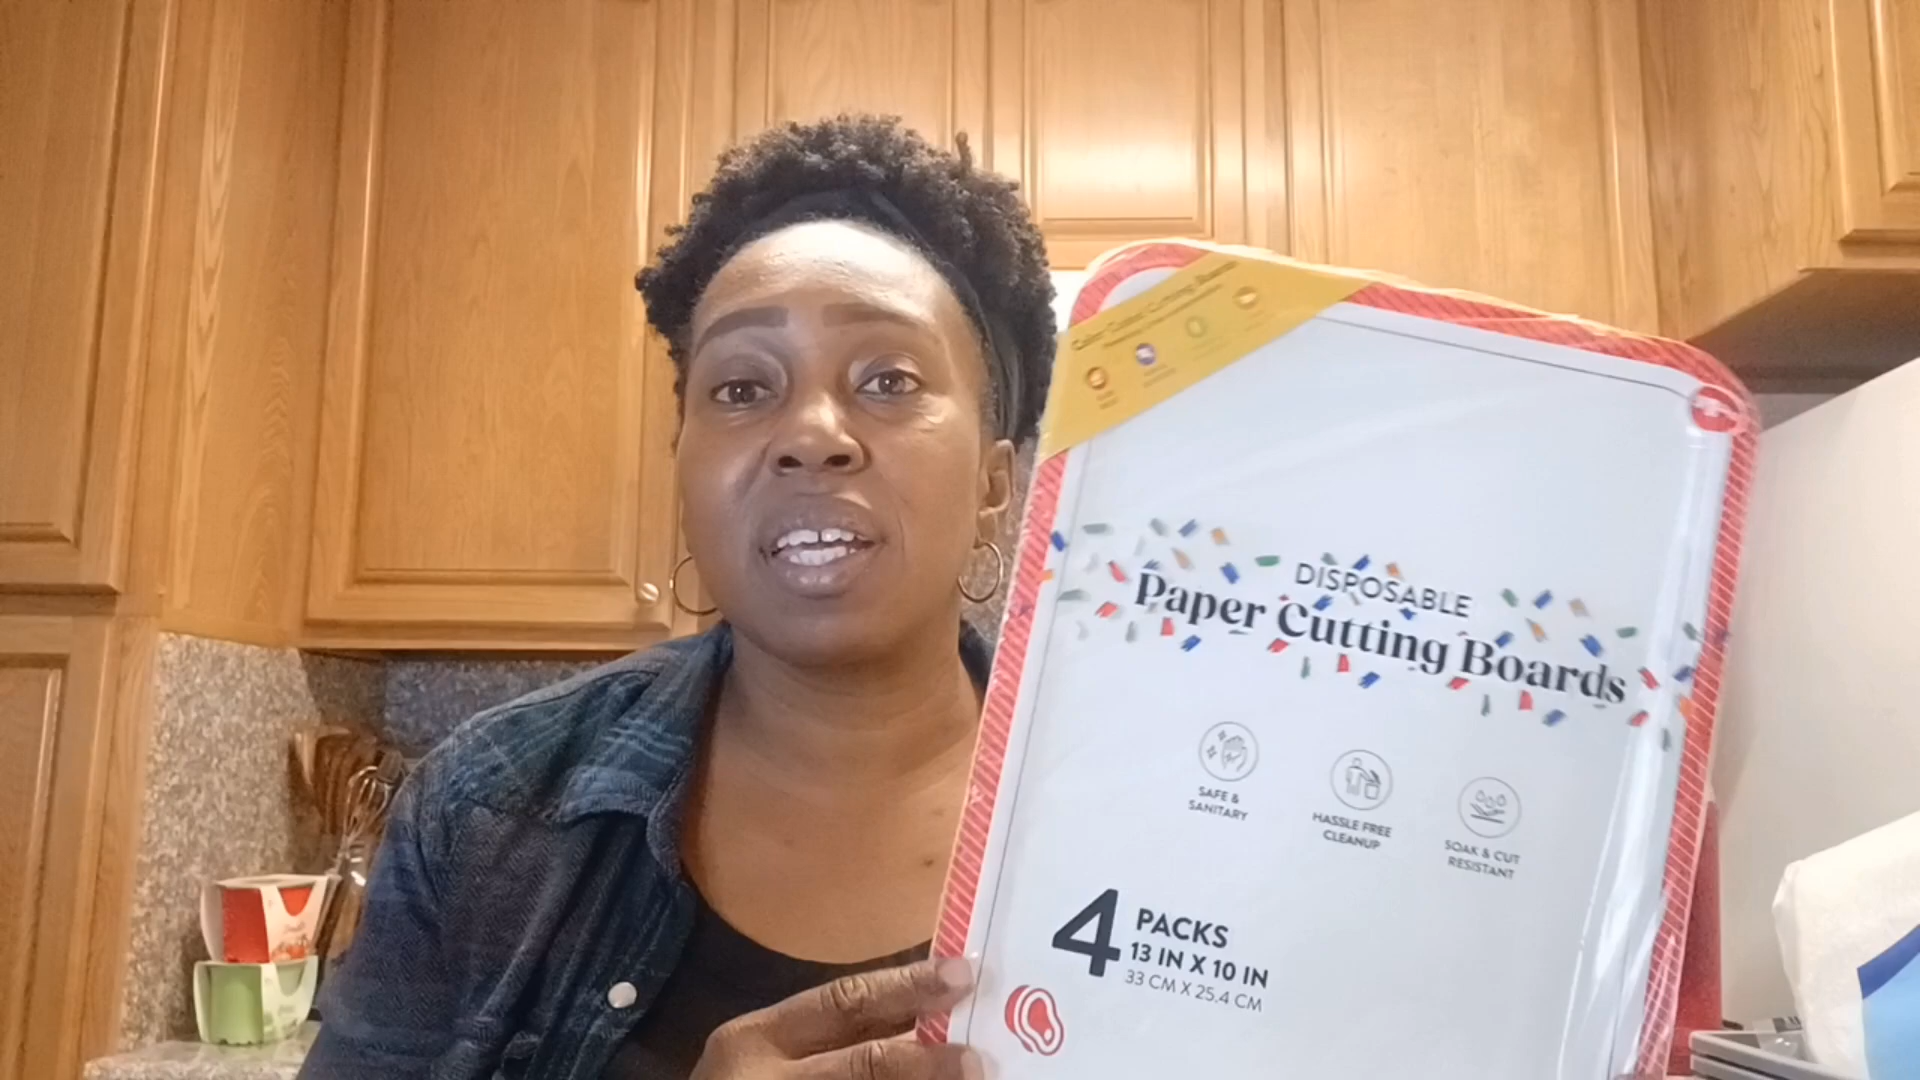 DISPOSABLE
Paper Cutting Boards
SAFE &
SANITARY
HASSLE FREE
CLEANUP
SOAK & CUT
RESISTANT
4 PACKS
13 IN X 10 IN
33 CM X 25.4 CM